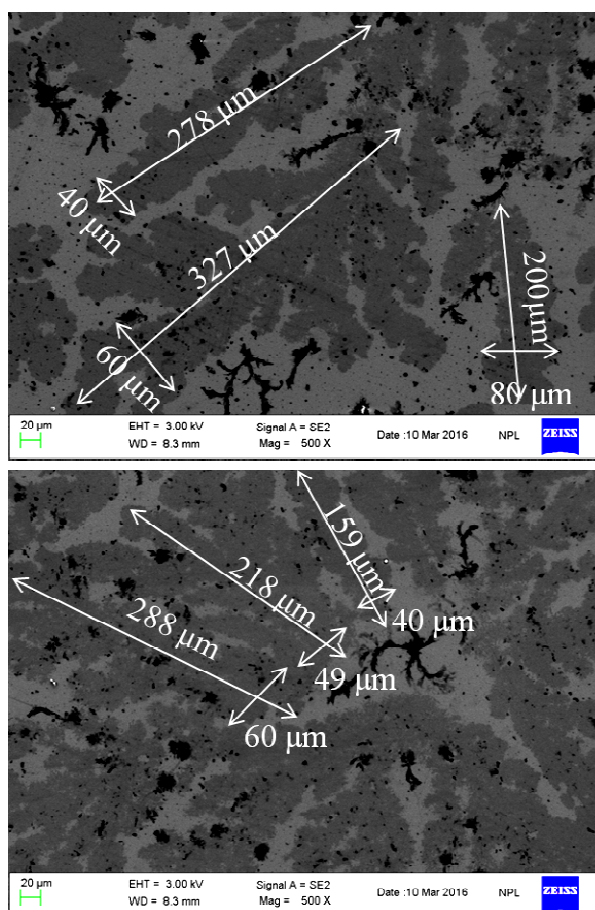 278 μm
40 μm
327 μm
200 μm
60 μm
80 μm
20 μm
EHT = 3.00 kV
Signal A = SE2
Date :10 Mar 2016
NPL
ZEISS
WD = 8.3 mm
Mag = 500 X
159 μm
218 μm
288 μm
40 μm
49 μm
60 μm
20 μm
EHT = 3.00 kV
Signal A = SE2
Date :10 Mar 2016
NPL
ZEISS
WD = 8.3 mm
Mag = 500 X